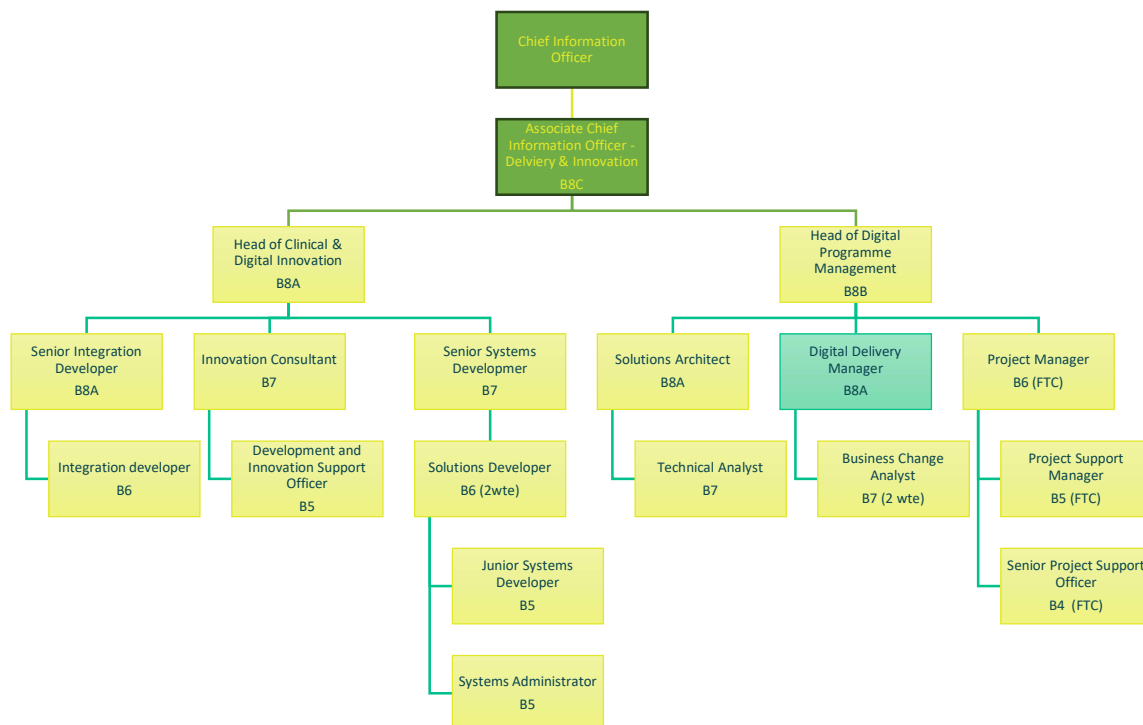 Chief Information
Officer
Associate Chief
Information Officer -
Delviery & Innovation
B8C
Head of Clinical &
Digital Innovation
B8A
Head of Digital
Programme
Management
B8B
Senior Integration
Developer
B8A
Innovation Consultant
B7
Senior Systems
Developmer
B7
Solutions Architect
B8A
Digital Delivery
Manager
B8A
Project Manager
B6 (FTC)
Integration developer
B6
Development and
Innovation Support
Officer
B5
Solutions Developer
B6 (2wte)
Technical Analyst
B7
Business Change
Analyst
B7 (2 wte)
Project Support
Manager
B5 (FTC)
Junior Systems
Developer
B5
Senior Project Support
Officer
B4 (FTC)
Systems Administrator
B5